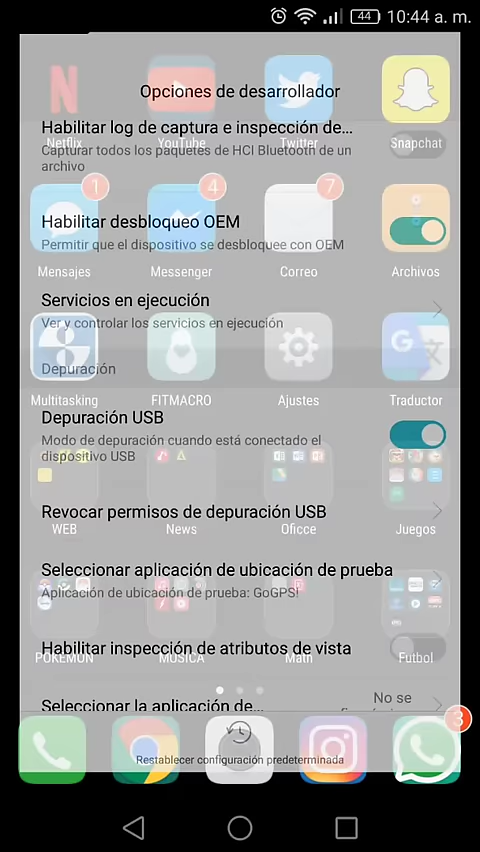 44 10:44 a. m.
Opciones de desarrollador
Netflix YouTube Twitter Snapchat
Habilitar log de captura e inspección de...
Capturar todos los paquetes de HCI Bluetooth de un
archivo
1 4 7
Habilitar desbloqueo OEM
Permitir que el dispositivo se desbloquee con OEM
Mensajes Messenger Correo Archivos
Servicios en ejecución
Ver y controlar los servicios en ejecución
Depuración
Multitasking FITMACRO Ajustes Traductor
Depuración USB
Modo de depuración cuando está conectado el
dispositivo USB
Revocar permisos de depuración USB
WEB News Oficce Juegos
Seleccionar aplicación de ubicación de prueba
Aplicación de ubicación de prueba: GoGPS!
Habilitar inspección de atributos de vista
POKEMON MUSICA Math Futbol
Seleccionar la aplicación de... No se
3
Restablecer configuración predeterminada